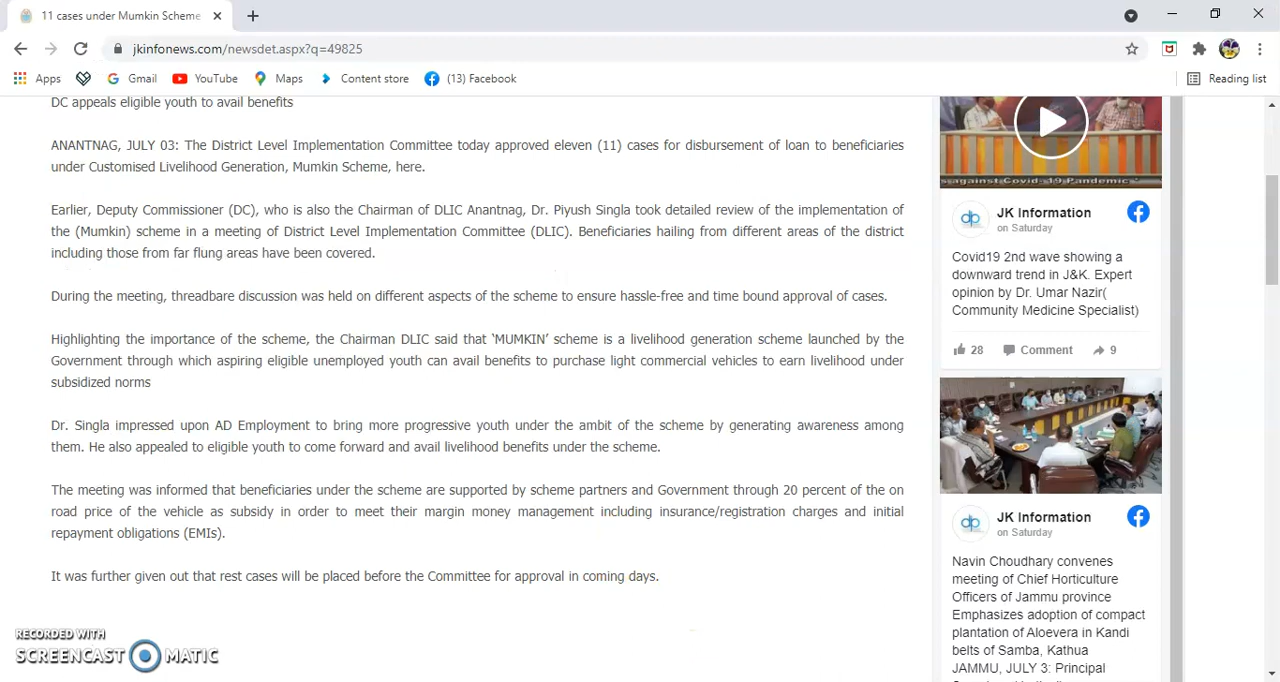 11 cases under Mumkin Scheme
jkinfonews.com/newsdet.aspx?q=49825
Apps Gmail YouTube Maps Content store (13) Facebook Reading list
DC appeals eligible youth to avail benefits
ANANTNAG, JULY 03: The District Level Implementation Committee today approved eleven (11) cases for disbursement of loan to beneficiaries
under Customised Livelihood Generation, Mumkin Scheme, here.
Earlier, Deputy Commissioner (DC), who is also the Chairman of DLIC Anantnag, Dr. Piyush Singla took detailed review of the implementation of
the (Mumkin) scheme in a meeting of District Level Implementation Committee (DLIC). Beneficiaries hailing from different areas of the district
including those from far flung areas have been covered.
During the meeting, threadbare discussion was held on different aspects of the scheme to ensure hassle-free and time bound approval of cases.
Highlighting the importance of the scheme, the Chairman DLIC said that ‘MUMKIN’ scheme is a livelihood generation scheme launched by the
Government through which aspiring eligible unemployed youth can avail benefits to purchase light commercial vehicles to earn livelihood under
subsidized norms
Dr. Singla impressed upon AD Employment to bring more progressive youth under the ambit of the scheme by generating awareness among
them. He also appealed to eligible youth to come forward and avail livelihood benefits under the scheme.
The meeting was informed that beneficiaries under the scheme are supported by scheme partners and Government through 20 percent of the on
road price of the vehicle as subsidy in order to meet their margin money management including insurance/registration charges and initial
repayment obligations (EMIs).
It was further given out that rest cases will be placed before the Committee for approval in coming days.
s against Covid-19 Pandemic
JK Information
on Saturday
Covid19 2nd wave showing a
downward trend in J&K. Expert
opinion by Dr. Umar Nazir(
Community Medicine Specialist)
28 Comment 9
JK Information
on Saturday
Navin Choudhary convenes
meeting of Chief Horticulture
Officers of Jammu province
Emphasizes adoption of compact
plantation of Aloevera in Kandi
belts of Samba, Kathua
JAMMU, JULY 3: Principal
RECORDED WITH
SCREENCAST MATIC